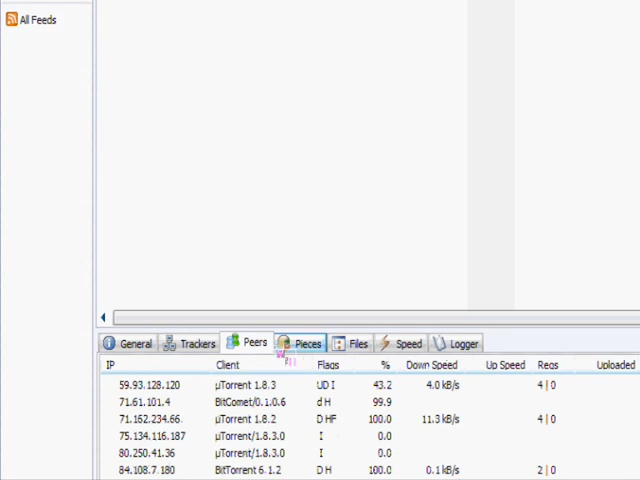 All Feeds
General Trackers Peers Pieces Files Speed Logger
IP Client Flags % Down Speed Up Speed Reqs Uploaded
59.93.128.120 µTorrent 1.8.3 UD I 43.2 4.0 kB/s 4 | 0
71.61.101.4 BitComet/0.1.0.6 d H 99.9
71.162.234.66 µTorrent 1.8.2 D HF 100.0 11.3 kB/s 4 | 0
75.134.116.187 µTorrent/1.8.3.0 I 0.0
80.250.41.36 µTorrent/1.8.3.0 I 0.0
84.108.7.180 BitTorrent 6.1.2 D H 100.0 0.1 kB/s 2 | 0